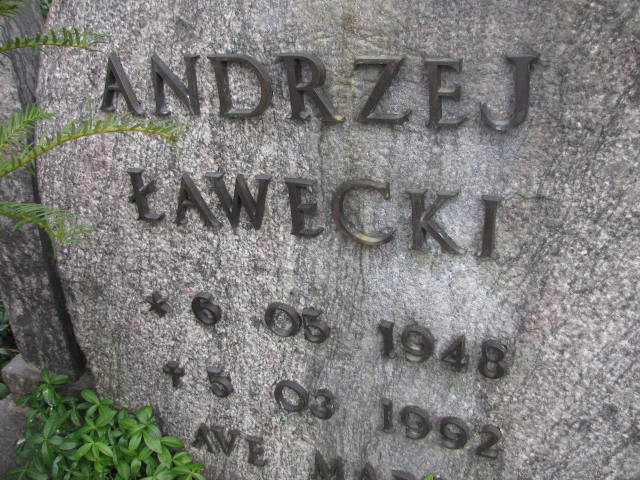 ANDRZEJ
ŁAWECKI
* 6 05 1948
† 5 03 1992
AVE